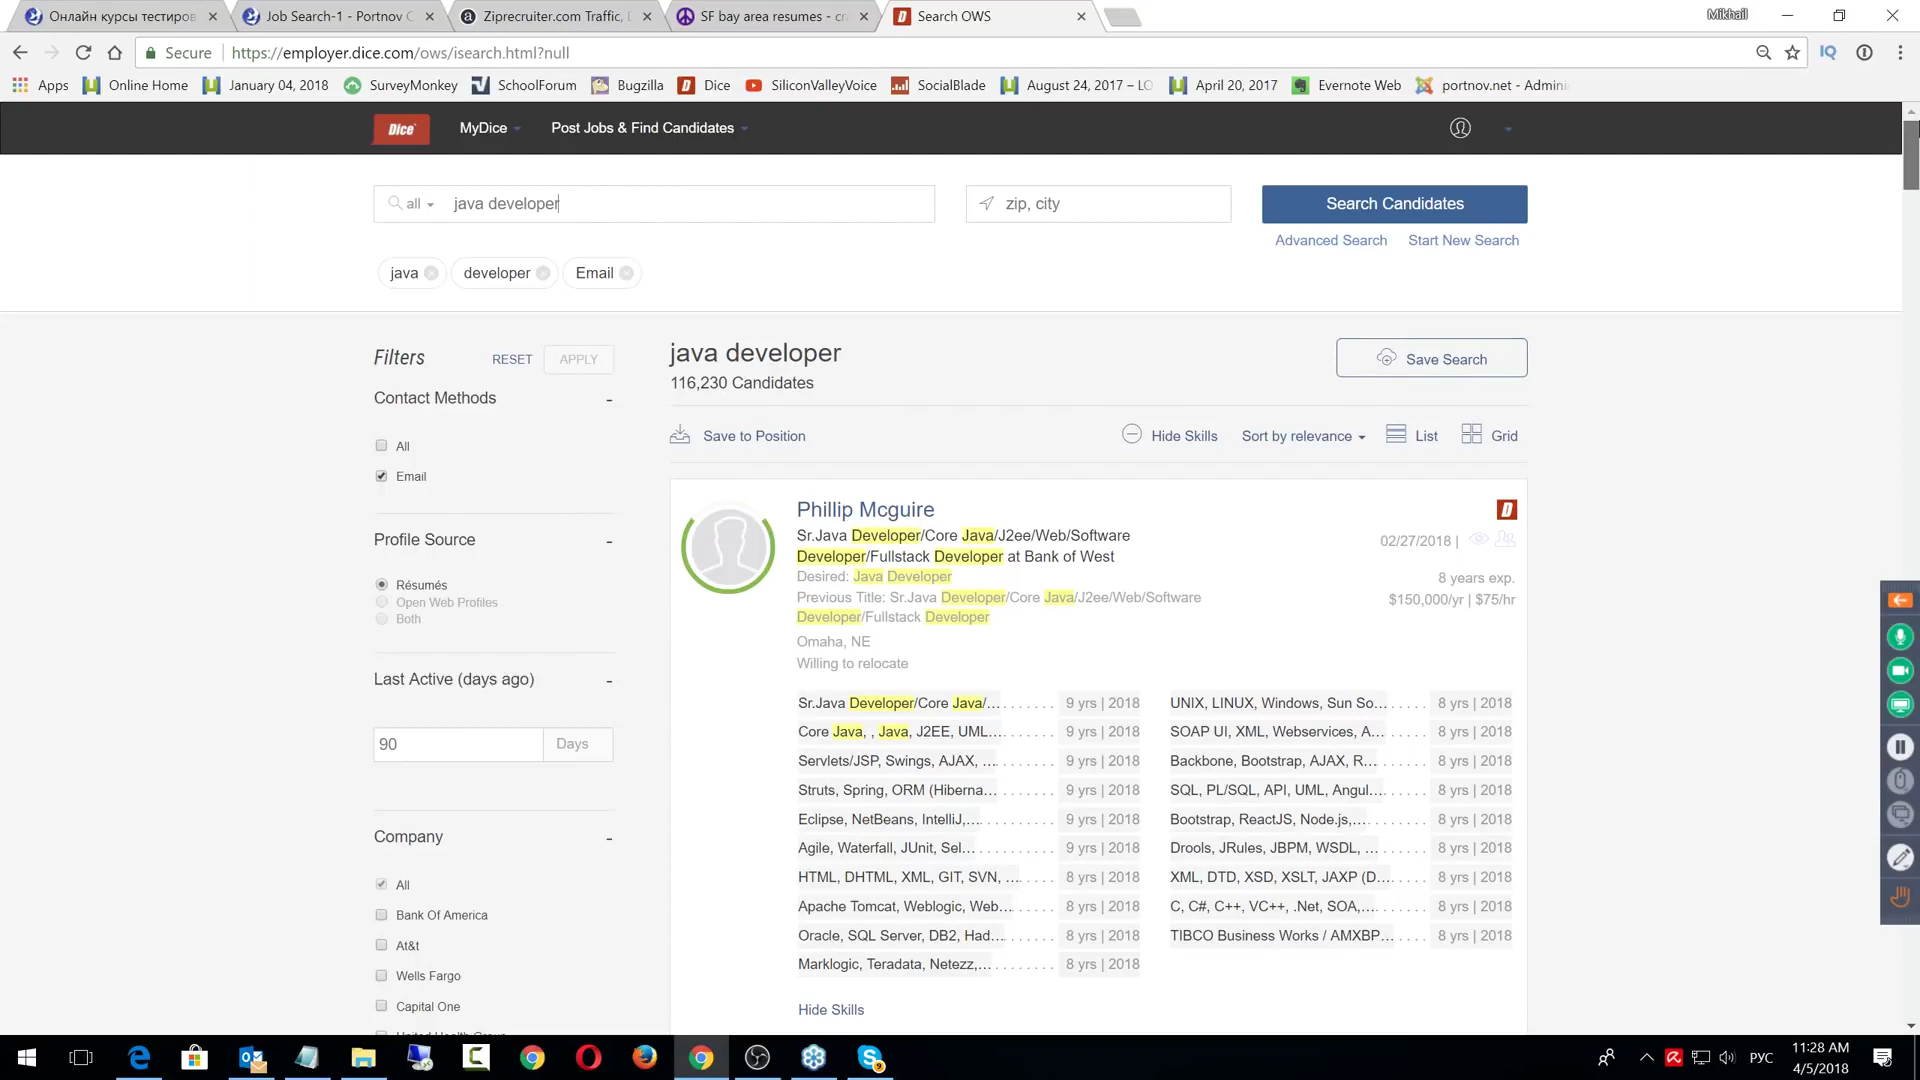 Онлайн курсы тестиров
Job Search-1 - Portnov C
Ziprecruiter.com Traffic, D
SF bay area resumes - cra
Search OWS
Mikhail
Secure
https://employer.dice.com/ows/isearch.html?null
Apps
Online Home
January 04, 2018
SurveyMonkey
SchoolForum
Bugzilla
Dice
SiliconValleyVoice
SocialBlade
August 24, 2017 – LO
April 20, 2017
Evernote Web
portnov.net - Admini
Dice
MyDice
Post Jobs & Find Candidates
all
java developer
zip, city
Search Candidates
Advanced Search
Start New Search
java
developer
Email
Filters
RESET
APPLY
Contact Methods
-
All
Email
Profile Source
-
Résumés
Open Web Profiles
Both
Last Active (days ago)
-
90
Days
Company
-
All
Bank Of America
At&t
Wells Fargo
Capital One
java developer
116,230 Candidates
Save Search
Save to Position
Hide Skills
Sort by relevance
List
Grid
Phillip Mcguire
Sr.Java Developer/Core Java/J2ee/Web/Software
Developer/Fullstack Developer at Bank of West
Desired: Java Developer
Previous Title: Sr.Java Developer/Core Java/J2ee/Web/Software
Developer/Fullstack Developer
Omaha, NE
Willing to relocate
02/27/2018 |
8 years exp.
$150,000/yr | $75/hr
Sr.Java Developer/Core Java/... 9 yrs | 2018
Core Java, , Java, J2EE, UML... 9 yrs | 2018
Servlets/JSP, Swings, AJAX, ... 9 yrs | 2018
Struts, Spring, ORM (Hiberna... 9 yrs | 2018
Eclipse, NetBeans, IntelliJ,... 9 yrs | 2018
Agile, Waterfall, JUnit, Sel... 9 yrs | 2018
HTML, DHTML, XML, GIT, SVN, ... 8 yrs | 2018
Apache Tomcat, Weblogic, Web... 8 yrs | 2018
Oracle, SQL Server, DB2, Had... 8 yrs | 2018
Marklogic, Teradata, Netezz,... 8 yrs | 2018
UNIX, LINUX, Windows, Sun So... 8 yrs | 2018
SOAP UI, XML, Webservices, A... 8 yrs | 2018
Backbone, Bootstrap, AJAX, R... 8 yrs | 2018
SQL, PL/SQL, API, UML, Angul... 8 yrs | 2018
Bootstrap, ReactJS, Node.js,... 8 yrs | 2018
Drools, JRules, JBPM, WSDL, ... 8 yrs | 2018
XML, DTD, XSD, XSLT, JAXP (D... 8 yrs | 2018
C, C#, C++, VC++, .Net, SOA,... 8 yrs | 2018
TIBCO Business Works / AMXBP... 8 yrs | 2018
Hide Skills
РУС
11:28 AM
4/5/2018